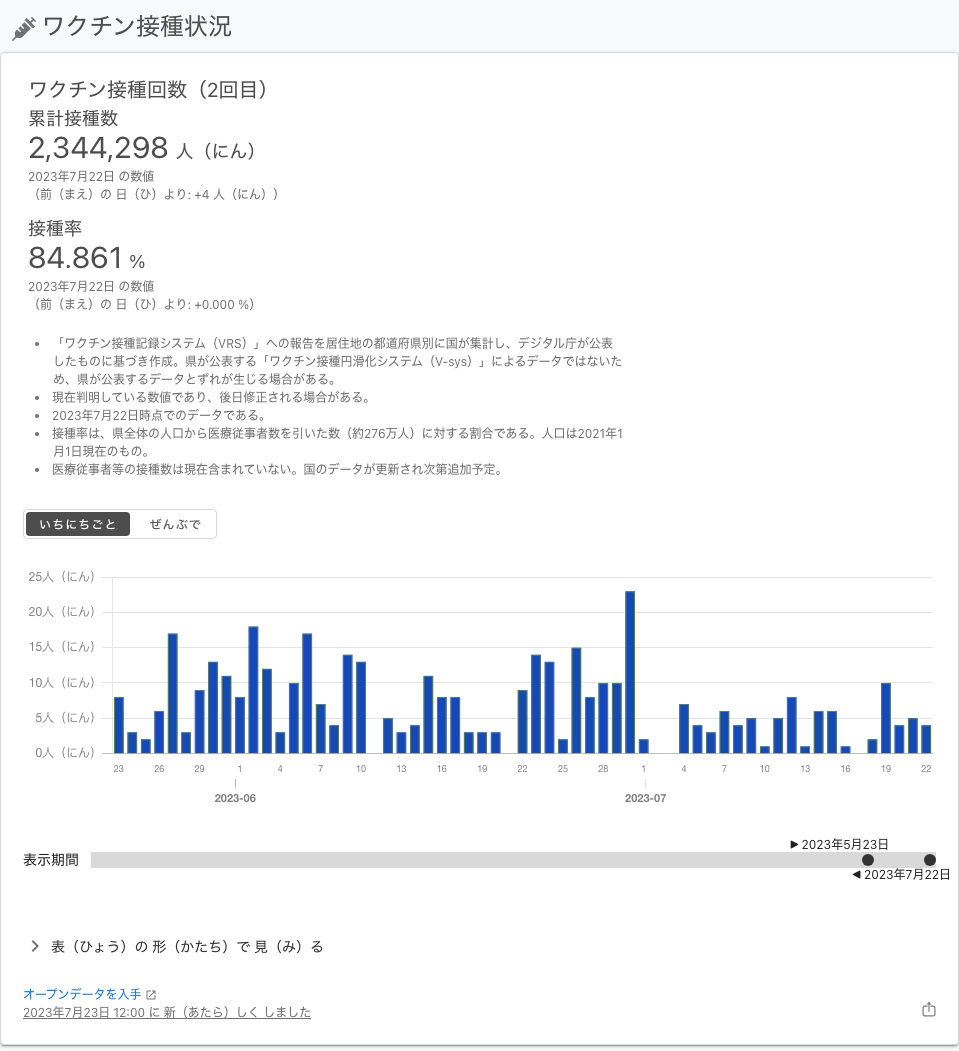 ワクチン接種状況
ワクチン接種回数（2回目）
累計接種数
2,344,298 人（にん）
2023年7月22日 の数値
（前（まえ）の 日（ひ）より: +4 人（にん））
接種率
84.861 %
2023年7月22日 の数値
（前（まえ）の 日（ひ）より: +0.000 %）
• 「ワクチン接種記録システム（VRS）」への報告を居住地の都道府県別に国が集計し、デジタル庁が公表
したものに基づき作成。県が公表する「ワクチン接種円滑化システム（V-sys）」によるデータではないた
め、県が公表するデータとずれが生じる場合がある。
• 現在判明している数値であり、後日修正される場合がある。
• 2023年7月22日時点でのデータである。
• 接種率は、県全体の人口から医療従事者数を引いた数（約276万人）に対する割合である。人口は2021年1
月1日現在のもの。
• 医療従事者等の接種数は現在含まれていない。国のデータが更新され次第追加予定。
いちにちごと ぜんぶで
25人（にん）
20人（にん）
15人（にん）
10人（にん）
5人（にん）
0人（にん）
23 26 29 1 4 7 10 13 16 19 22 25 28 1 4 7 10 13 16 19 22
2023-06 2023-07
▶ 2023年5月23日
表示期間
◀ 2023年7月22日
表（ひょう）の 形（かたち）で 見（み）る
オープンデータを入手
2023年7月23日 12:00 に 新（あたら）しく しました